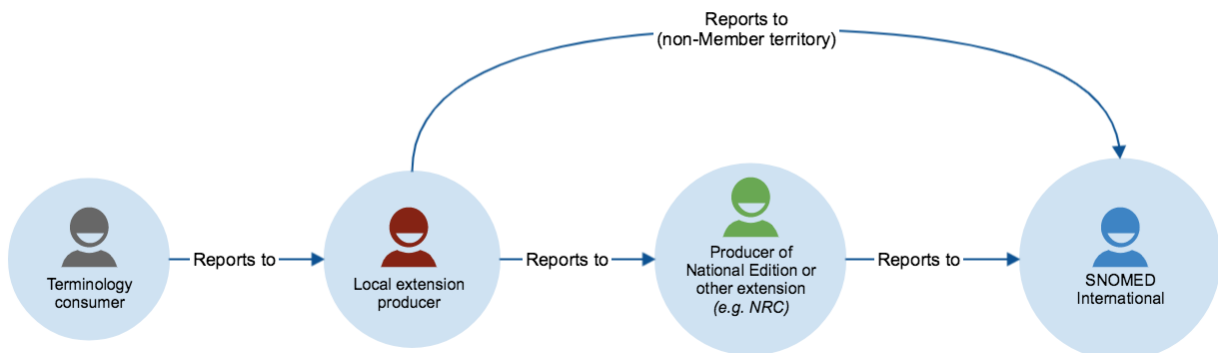 Reports to
(non-Member territory)
Terminology
consumer
Reports to
Local extension
producer
Reports to
Producer of
National Edition or
other extension
(e.g. NRC)
Reports to
SNOMED
International